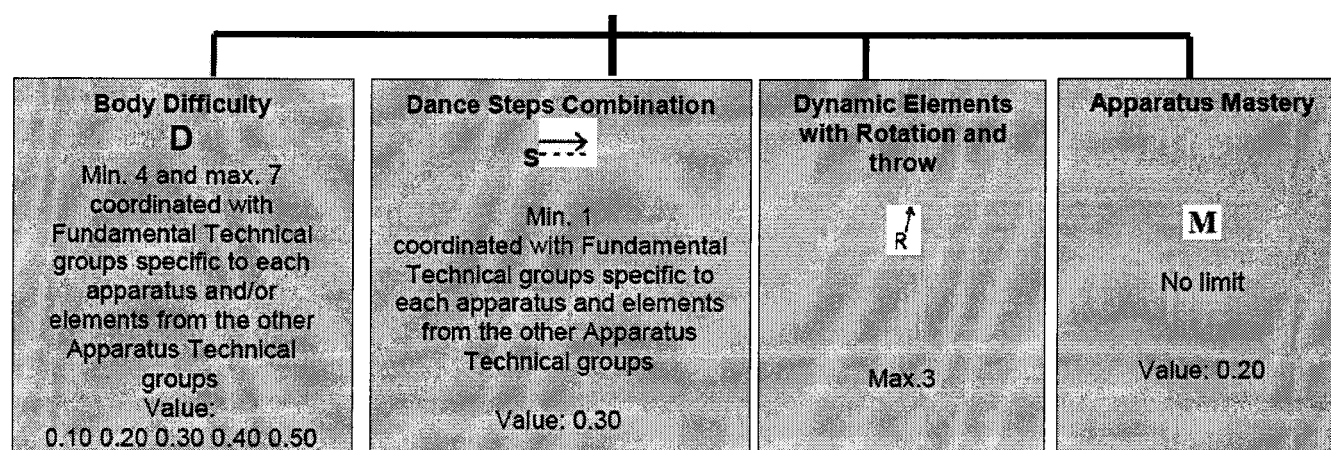 Body Difficulty
D
Min. 4 and max. 7
coordinated with
Fundamental Technical
groups specific to each
apparatus and/or
elements from the other
Apparatus Technical
groups
Value:
0.10 0.20 0.30 0.40 0.50
Dance Steps Combination
S
Min. 1
coordinated with Fundamental
Technical groups specific to
each apparatus and elements
from the other Apparatus
Technical groups
Value: 0.30
Dynamic Elements
with Rotation and
throw
R
Max.3
Apparatus Mastery
M
No limit
Value: 0.20